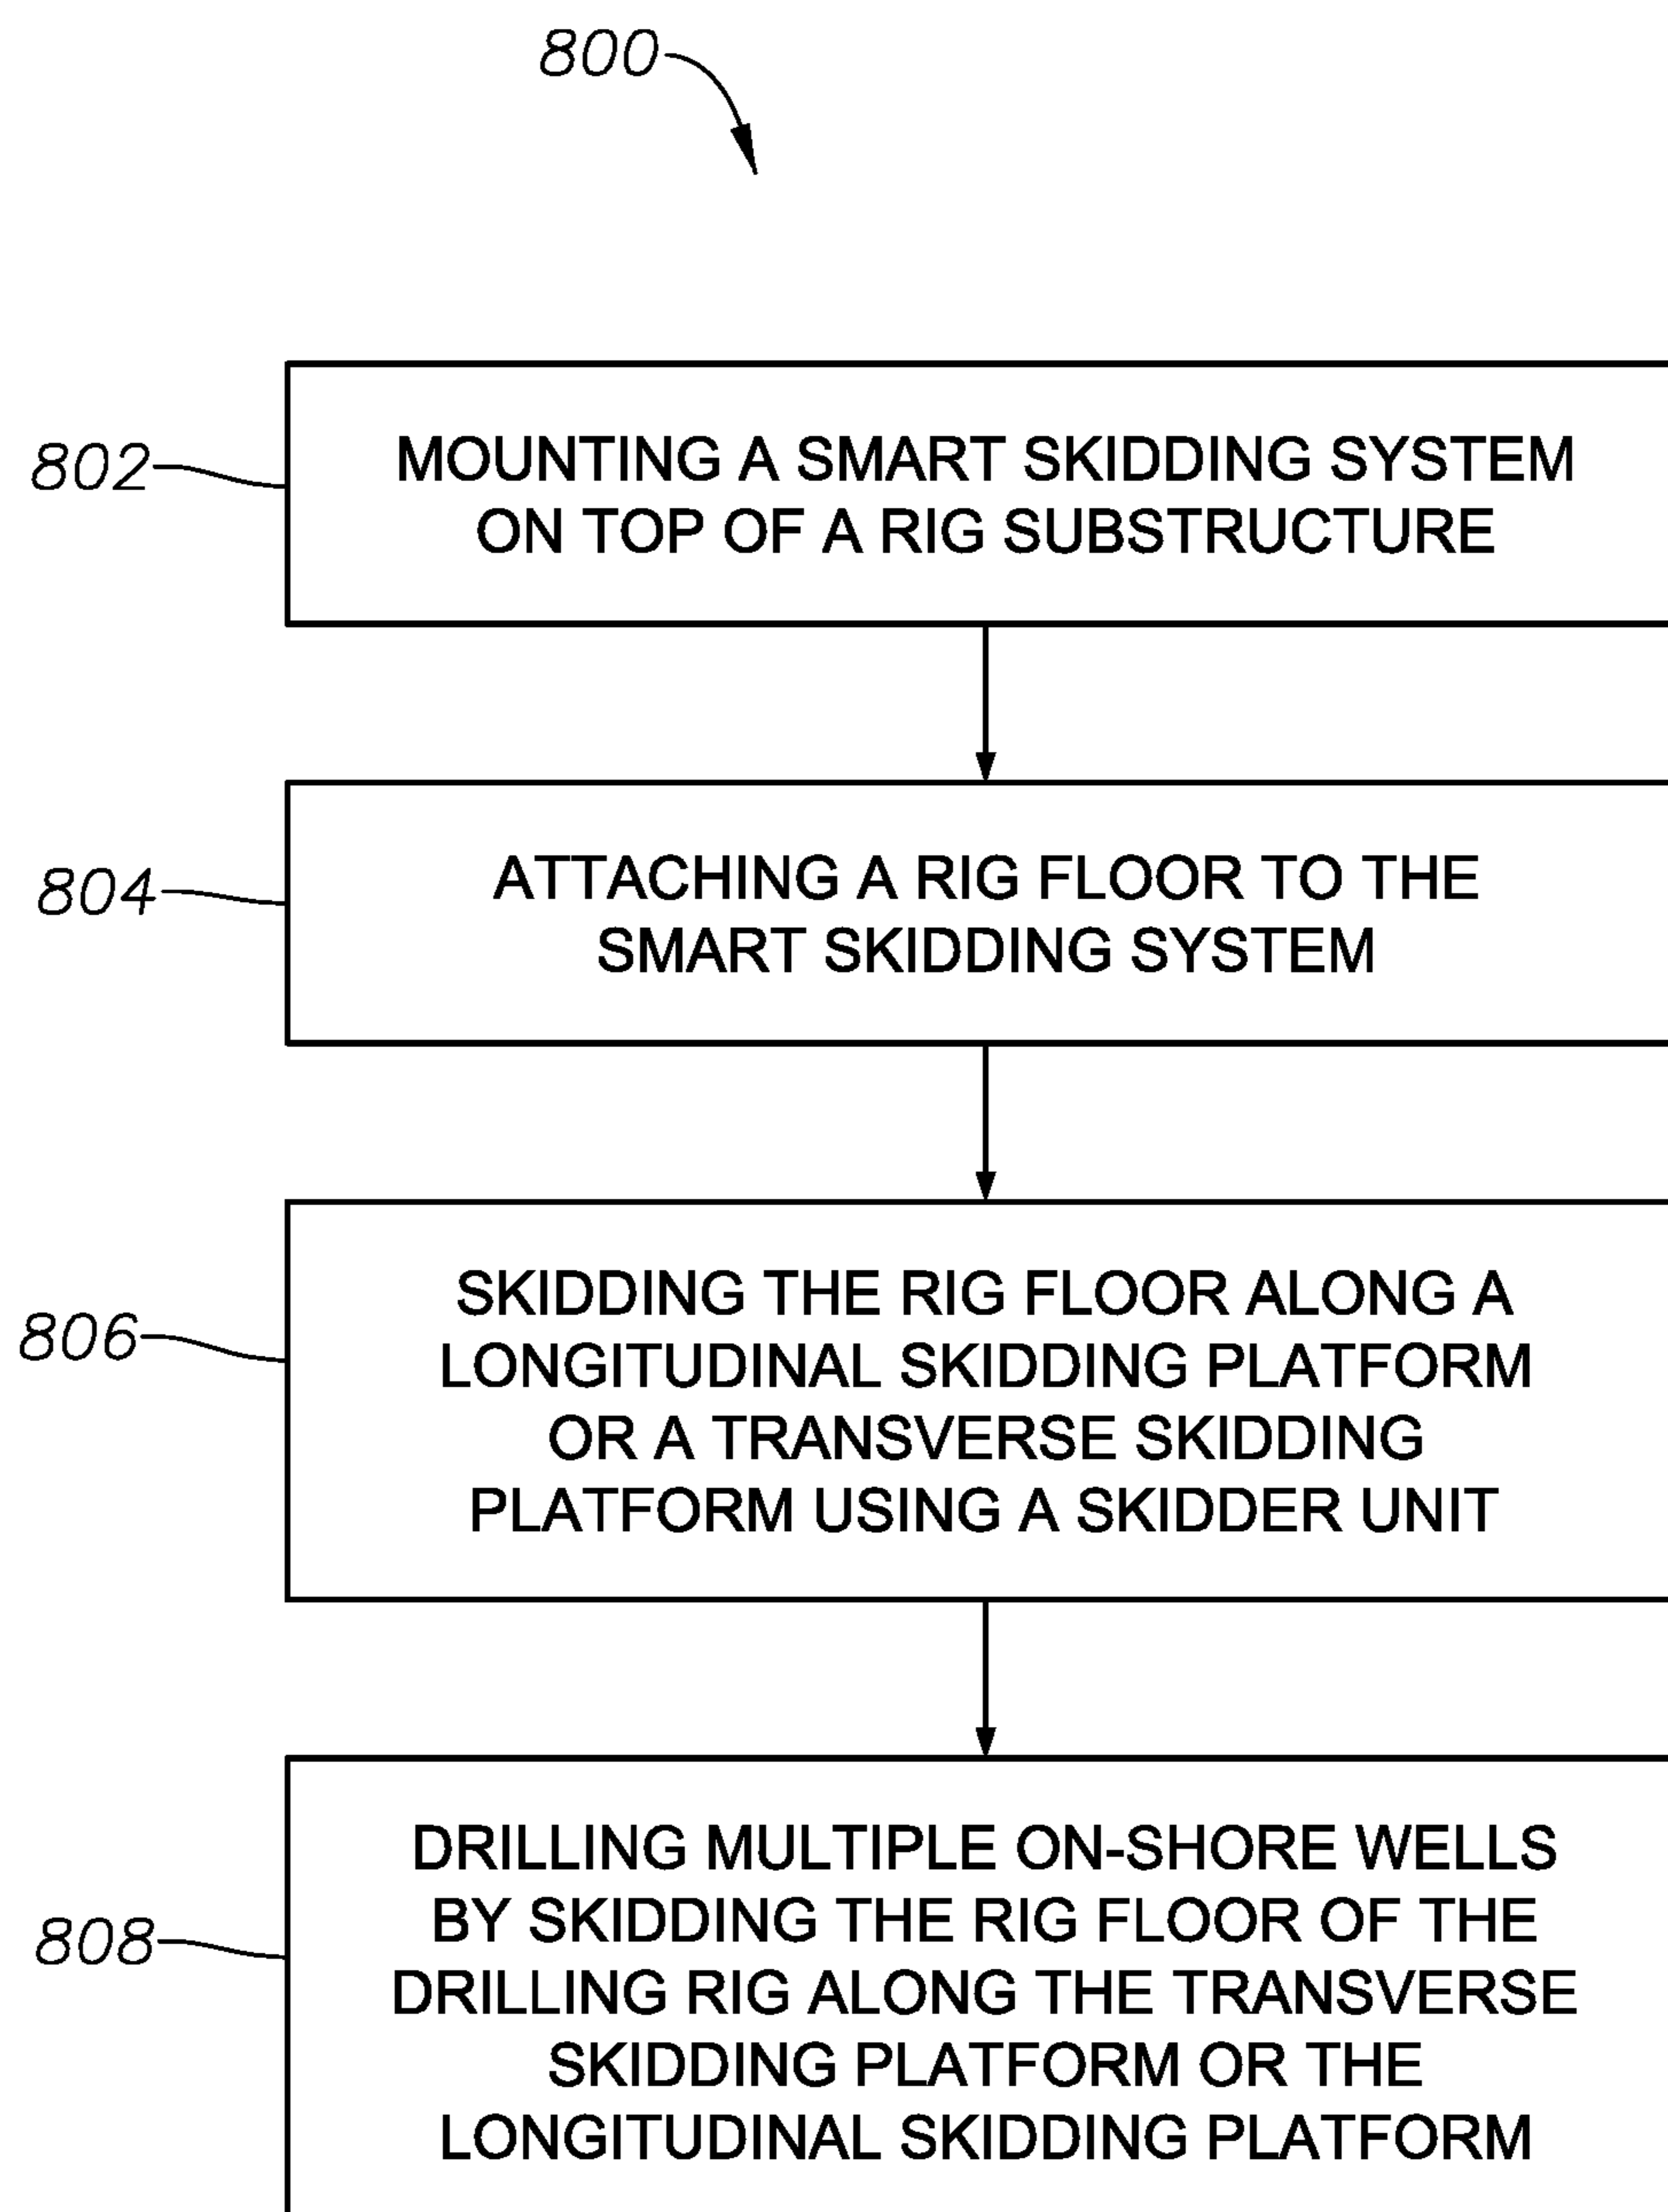 800
802
MOUNTING A SMART SKIDDING SYSTEM
ON TOP OF A RIG SUBSTRUCTURE
804
ATTACHING A RIG FLOOR TO THE
SMART SKIDDING SYSTEM
806
SKIDDING THE RIG FLOOR ALONG A
LONGITUDINAL SKIDDING PLATFORM
OR A TRANSVERSE SKIDDING
PLATFORM USING A SKIDDER UNIT
808
DRILLING MULTIPLE ON-SHORE WELLS
BY SKIDDING THE RIG FLOOR OF THE
DRILLING RIG ALONG THE TRANSVERSE
SKIDDING PLATFORM OR THE
LONGITUDINAL SKIDDING PLATFORM